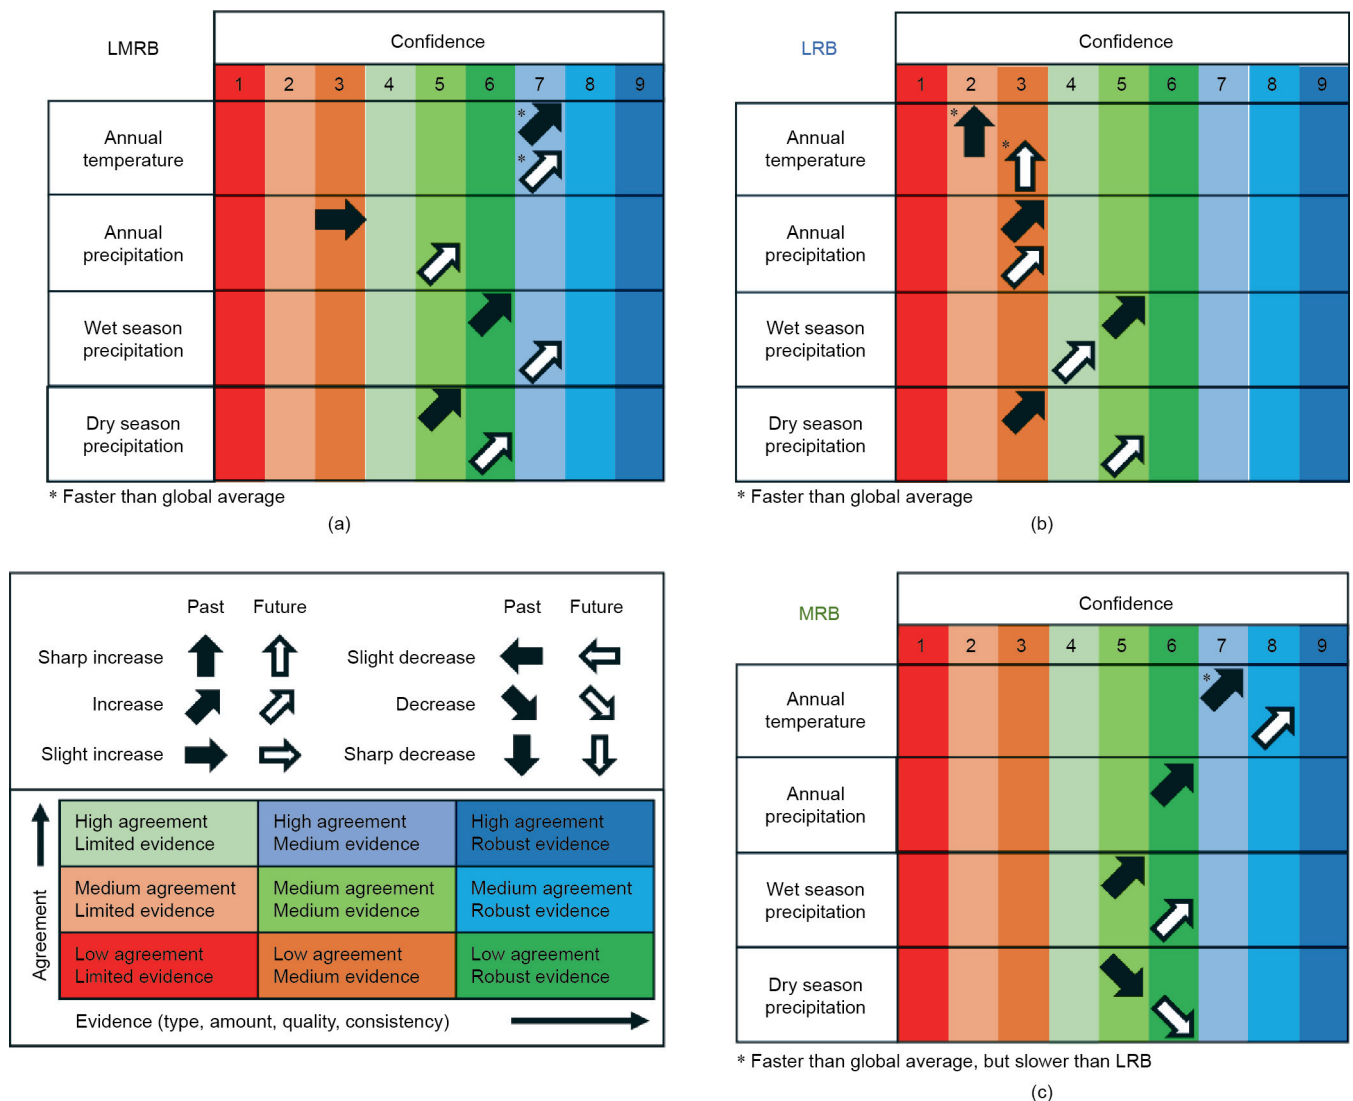 LMRB
Confidence
1 2 3 4 5 6 7 8 9
Annual
temperature
*
*
Annual
precipitation
Wet season
precipitation
Dry season
precipitation
* Faster than global average
(a)
LRB
Confidence
1 2 3 4 5 6 7 8 9
Annual
temperature
*
*
Annual
precipitation
Wet season
precipitation
Dry season
precipitation
* Faster than global average
(b)
Past Future Past Future
Sharp increase Slight decrease
Increase Decrease
Slight increase Sharp decrease
Agreement
High agreement
Limited evidence
High agreement
Medium evidence
High agreement
Robust evidence
Medium agreement
Limited evidence
Medium agreement
Medium evidence
Medium agreement
Robust evidence
Low agreement
Limited evidence
Low agreement
Medium evidence
Low agreement
Robust evidence
Evidence (type, amount, quality, consistency)
MRB
Confidence
1 2 3 4 5 6 7 8 9
Annual
temperature
*
Annual
precipitation
Wet season
precipitation
Dry season
precipitation
* Faster than global average, but slower than LRB
(c)